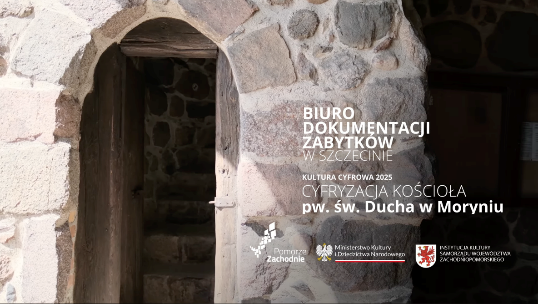 BIURO
DOKUMENTACJI
ZABYTKÓW
W SZCZECINIE
KULTURA CYFROWA 2025
CYFRYZACJA KOŚCIOŁA
pw. św. Ducha w Moryniu
Pomorze
Zachodnie
Ministerstwo Kultury
i Dziedzictwa Narodowego
INSTYTUCJA KULTURY
SAMORZĄDU WOJEWÓDZTWA
ZACHODNIOPOMORSKIEGO